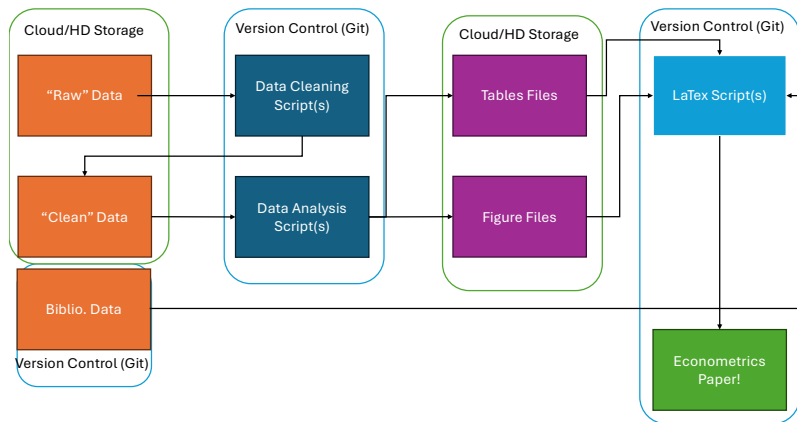 Cloud/HD Storage
“Raw” Data
“Clean” Data
Biblio. Data
Version Control (Git)
Version Control (Git)
Data Cleaning
Script(s)
Data Analysis
Script(s)
Cloud/HD Storage
Tables Files
Figure Files
Version Control (Git)
LaTex Script(s)
Econometrics
Paper!